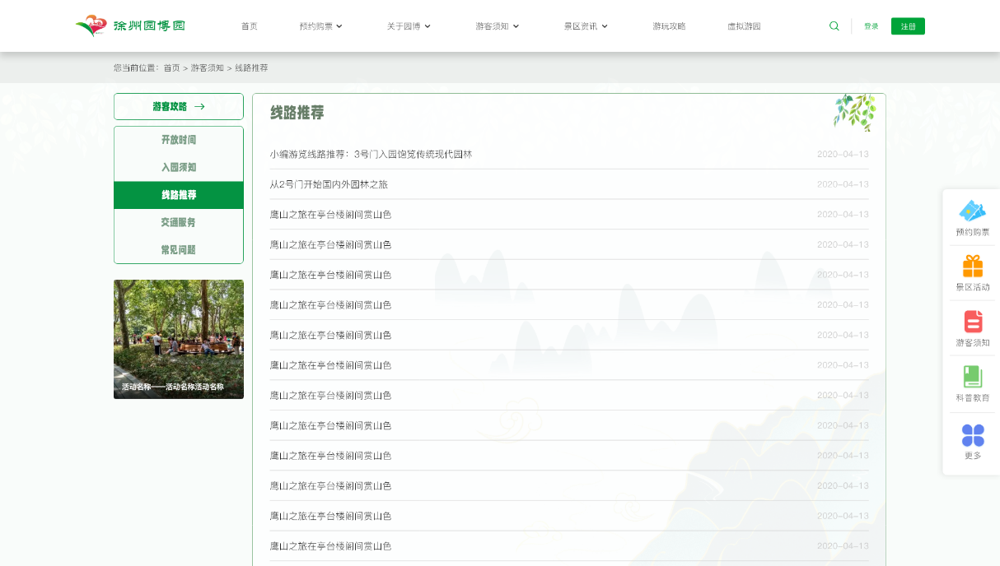 徐州园博园
首页 预约购票 关于园博 游客须知 景区资讯 游玩攻略 虚拟游园 登录 注册
您当前位置：首页 > 游客须知 > 线路推荐
游客攻略
开放时间
入园须知
线路推荐
交通服务
常见问题
活动名称——活动名称活动名称
线路推荐
小编游览线路推荐：3号门入园饱览传统现代园林 2020-04-13
从2号门开始国内外园林之旅 2020-04-13
鹰山之旅在亭台楼阁间赏山色 2020-04-13
鹰山之旅在亭台楼阁间赏山色 2020-04-13
鹰山之旅在亭台楼阁间赏山色 2020-04-13
鹰山之旅在亭台楼阁间赏山色 2020-04-13
鹰山之旅在亭台楼阁间赏山色 2020-04-13
鹰山之旅在亭台楼阁间赏山色 2020-04-13
鹰山之旅在亭台楼阁间赏山色 2020-04-13
鹰山之旅在亭台楼阁间赏山色 2020-04-13
鹰山之旅在亭台楼阁间赏山色 2020-04-13
鹰山之旅在亭台楼阁间赏山色 2020-04-13
鹰山之旅在亭台楼阁间赏山色 2020-04-13
鹰山之旅在亭台楼阁间赏山色 2020-04-13
预约购票
景区活动
游客须知
科普教育
更多